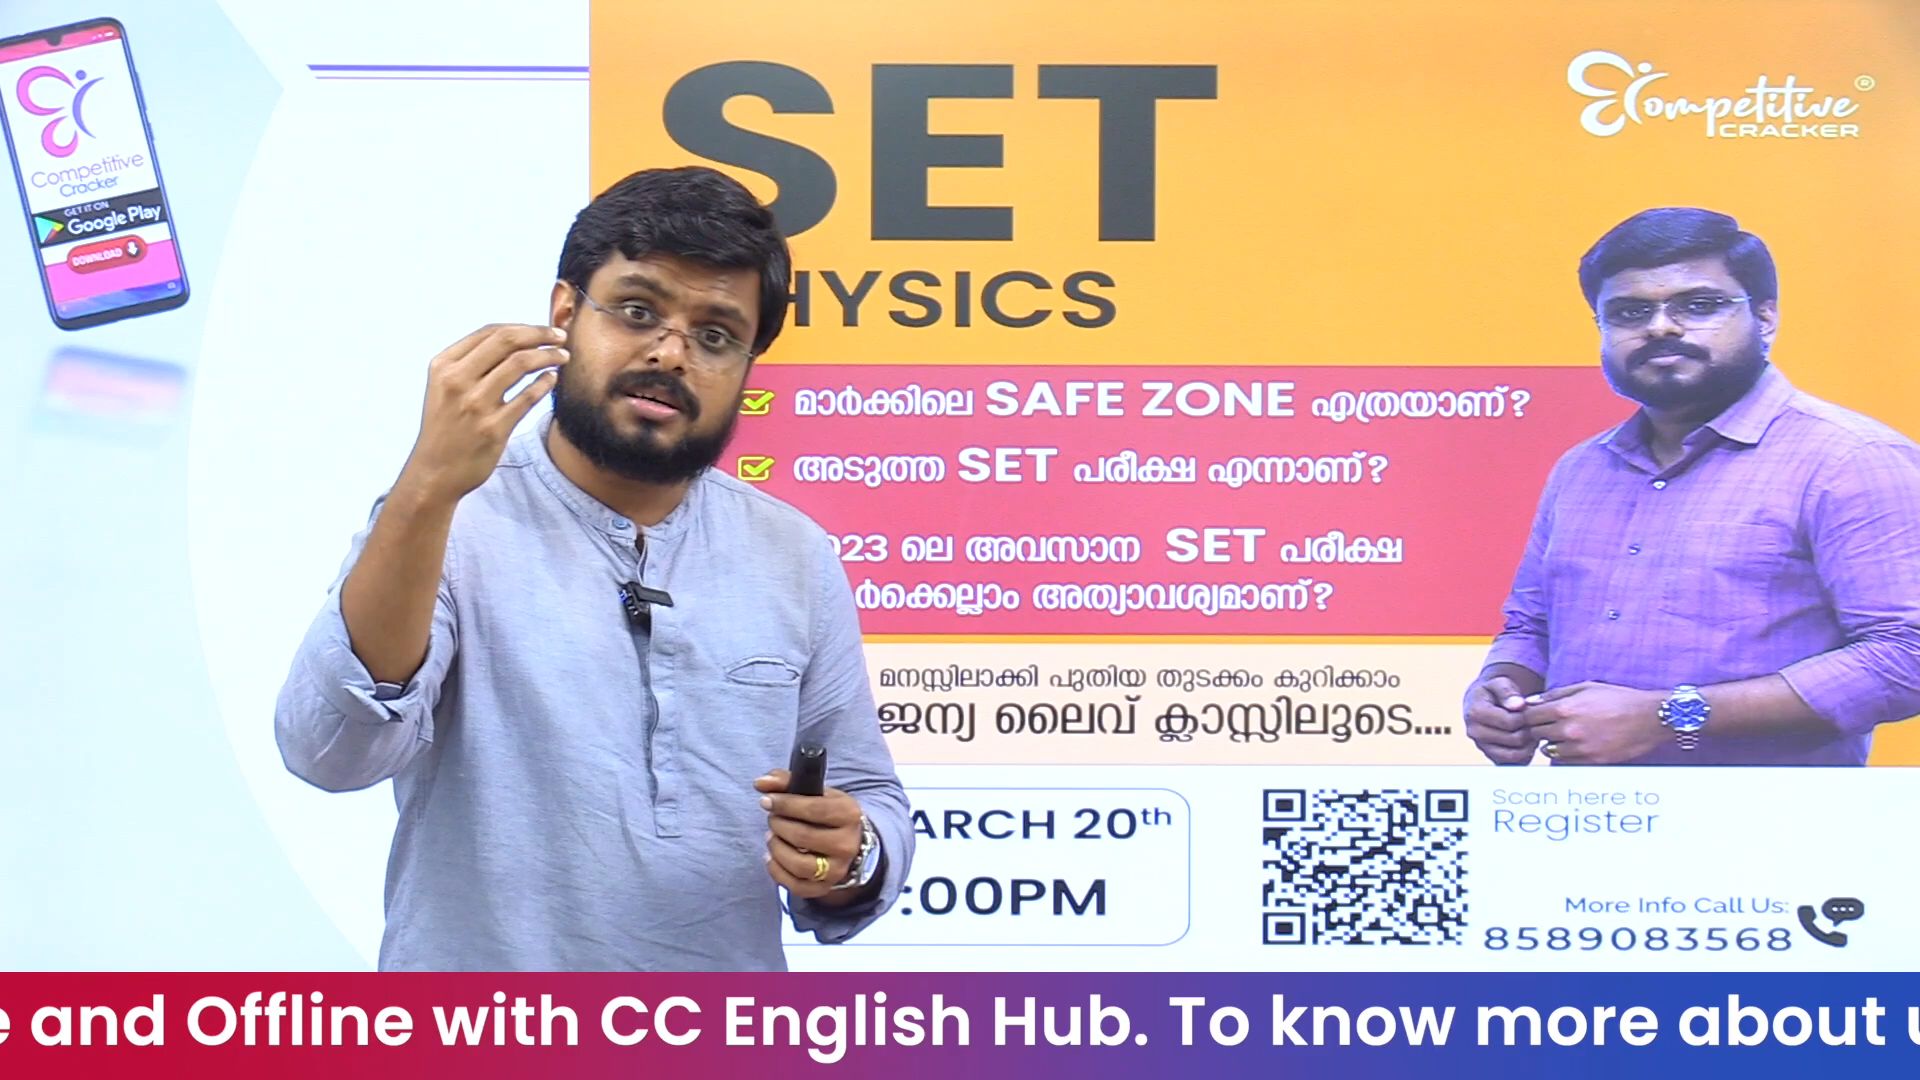 Competitive
Cracker
GET IT ON
Google Play
DOWNLOAD
SET
HYSICS
Competitive®
CRACKER
മാർക്കിലെ SAFE ZONE എത്രയാണ്?
അടുത്ത SET പരീക്ഷ എന്നാണ്?
23 ലെ അവസാന SET പരീക്ഷ
ർക്കെല്ലാം അത്യാവശ്യമാണ്?
മനസ്സിലാക്കി പുതിയ തുടക്കം കുറിക്കാം
ജന്യ ലൈവ് ക്ലാസ്സിലൂടെ....
ARCH 20th
:00PM
Scan here to
Register
More Info Call Us:
8589083568
e and Offline with CC English Hub. To know more about u